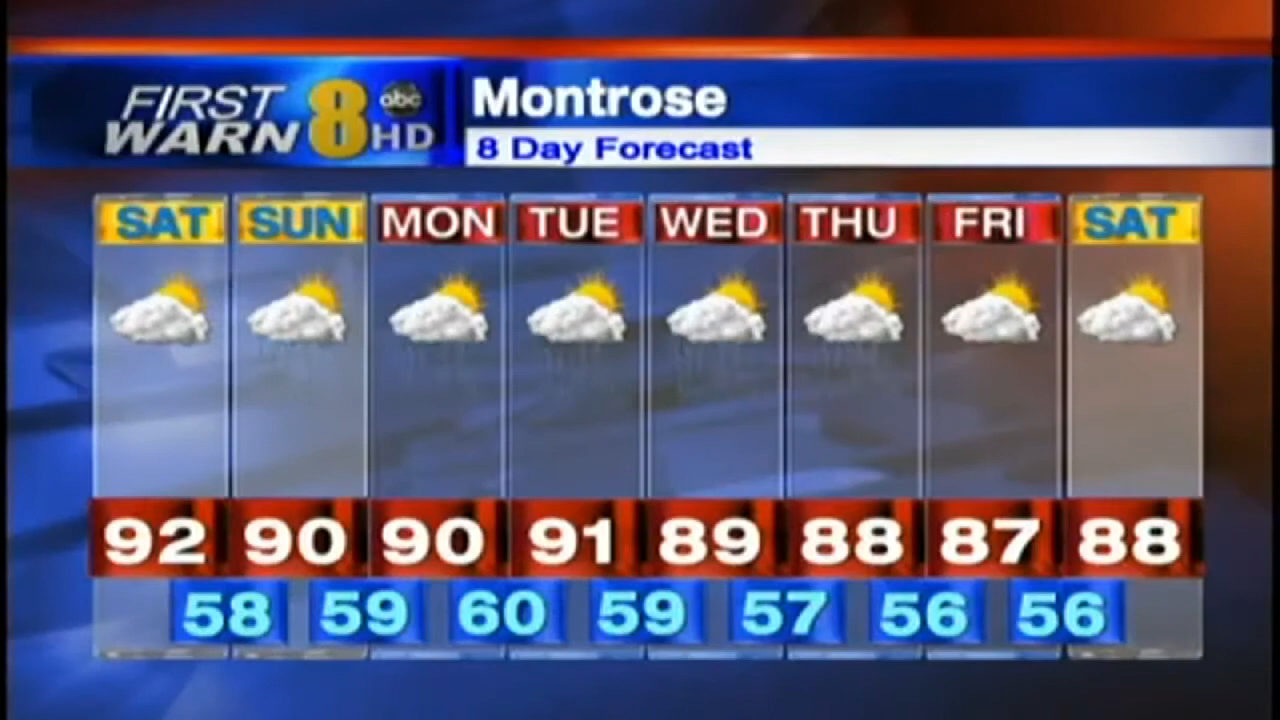 FIRST
WARN 8 abc HD
Montrose
8 Day Forecast
SAT SUN MON TUE WED THU FRI SAT
92 90 90 91 89 88 87 88
58 59 60 59 57 56 56